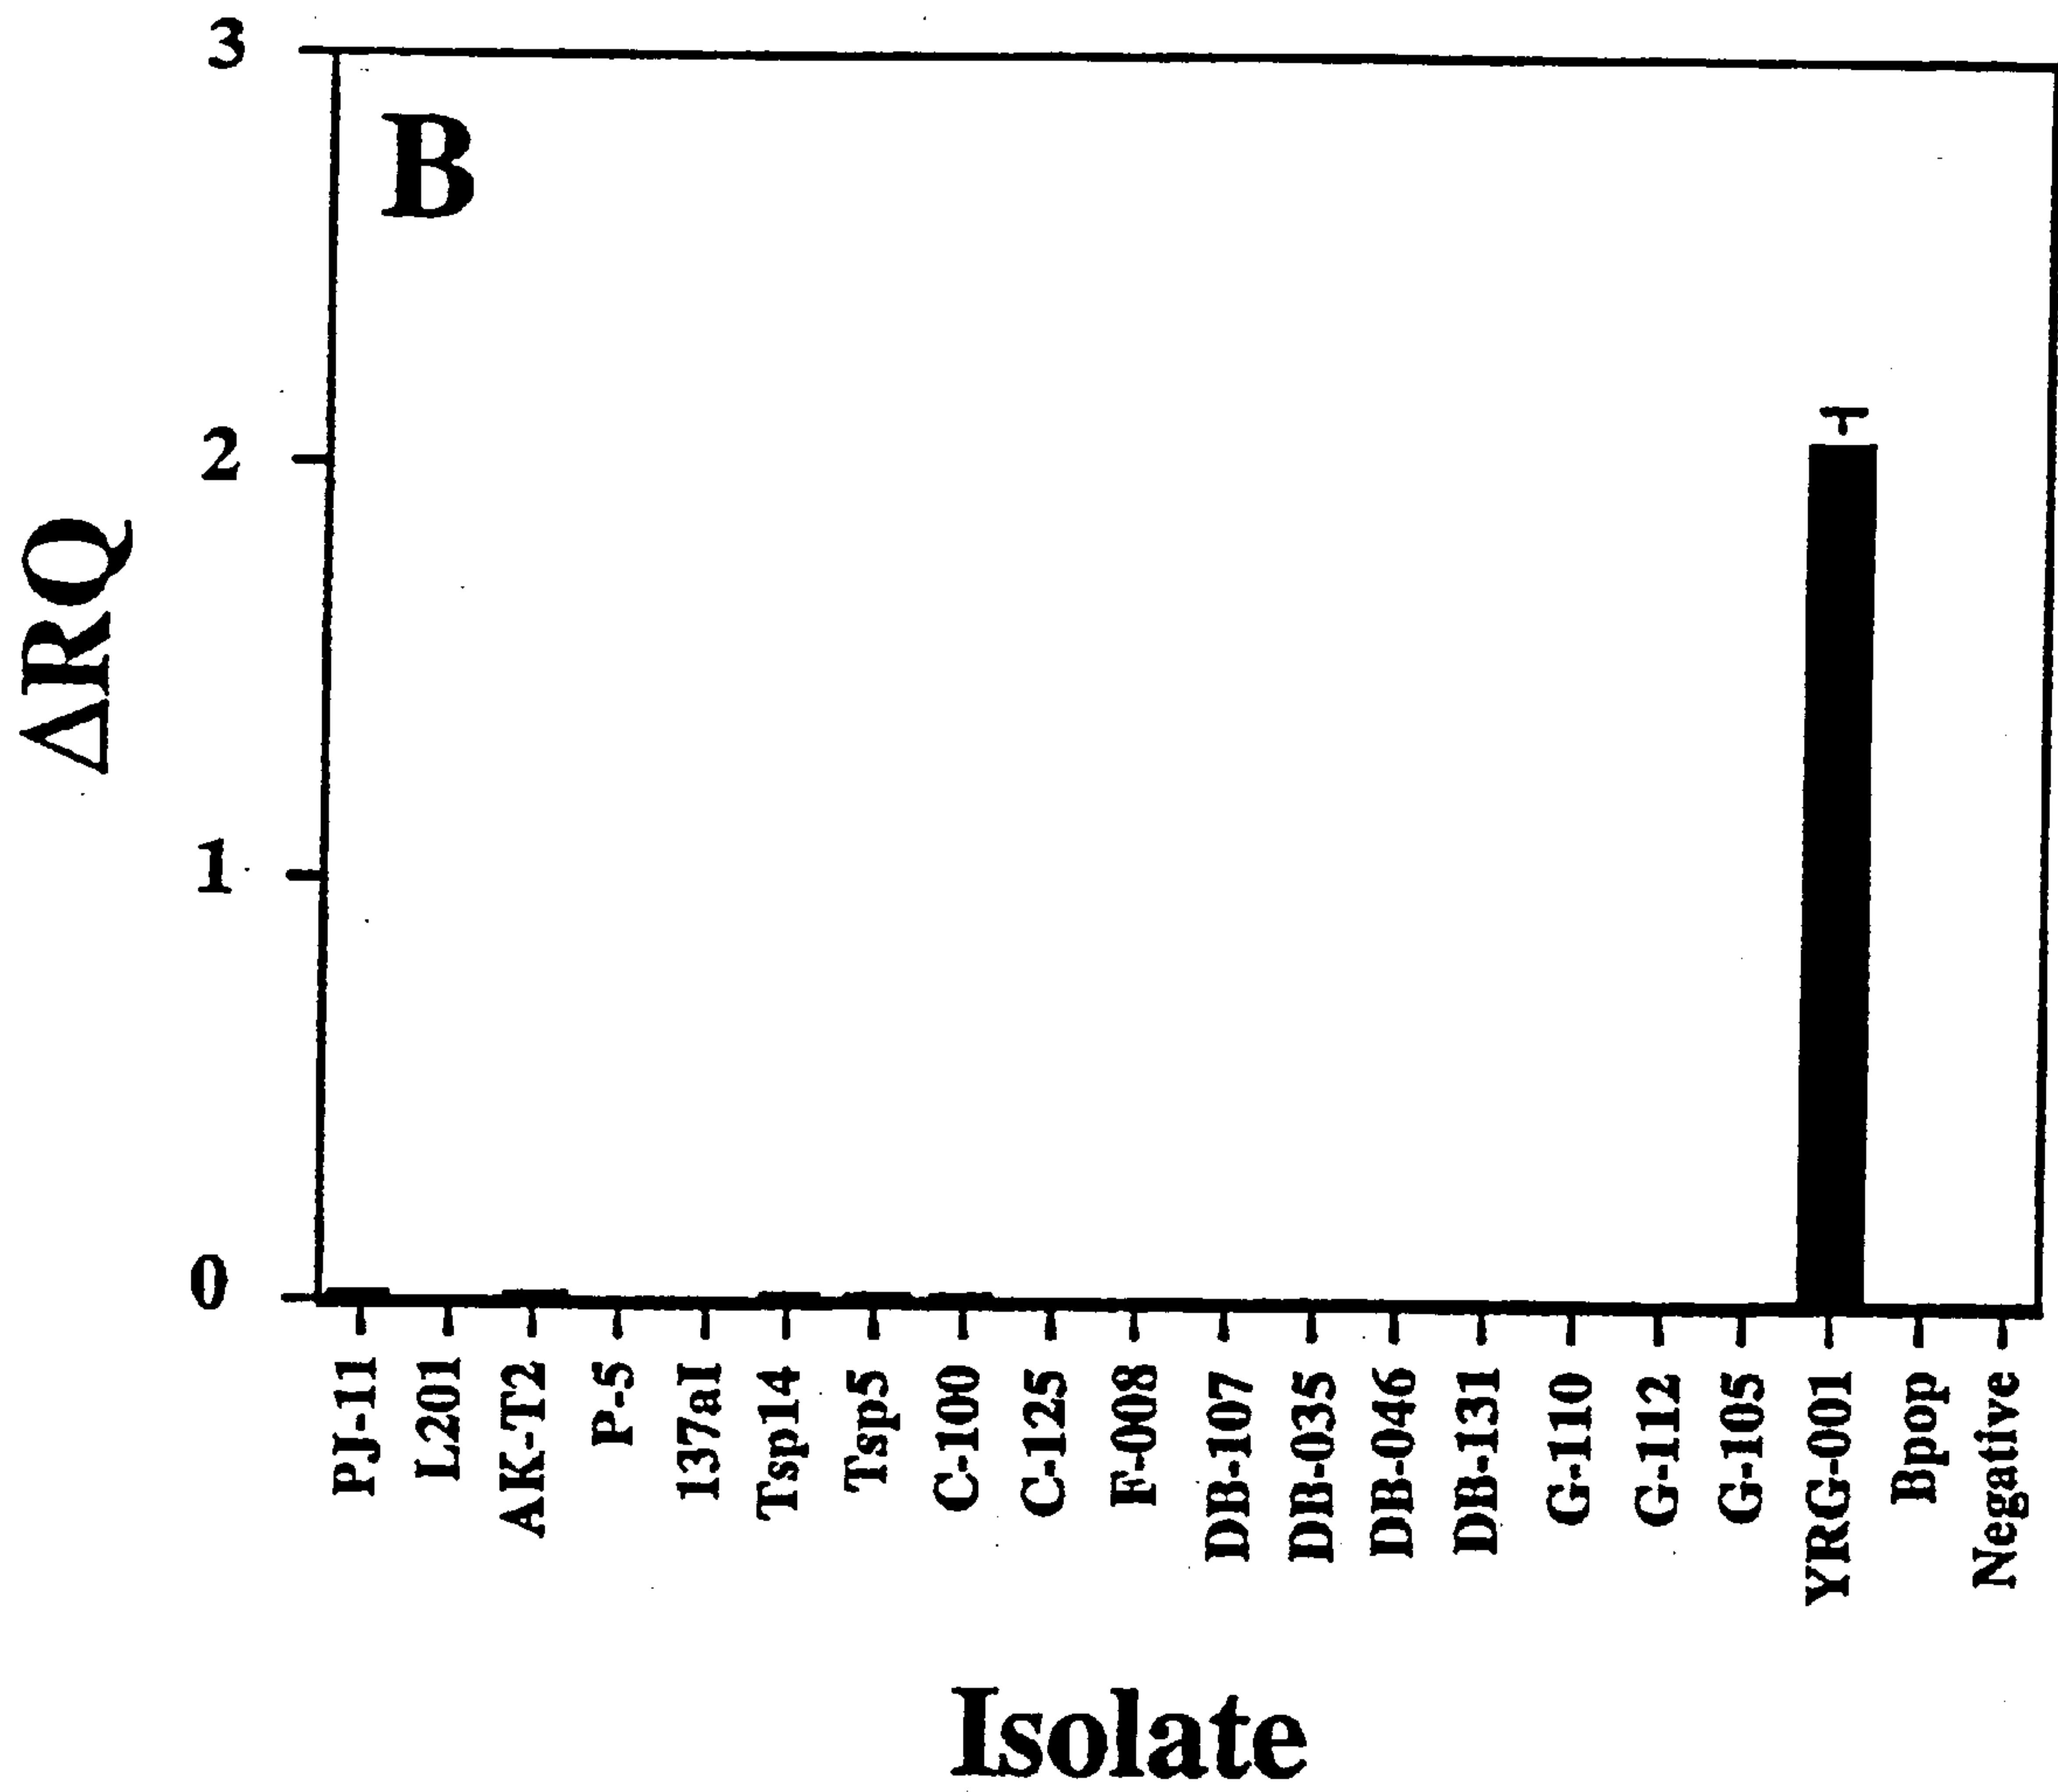 B
3
2
1
0
ΔRQ
PJ-11
L201
AK-T2
P-5
137aI
Tsp14
Tsp5
C-100
C-125
E-008
DB-107
DB-035
DB-046
DB-131
G-110
G-112
G-105
YRG-001
Bpop
Negative
Isolate